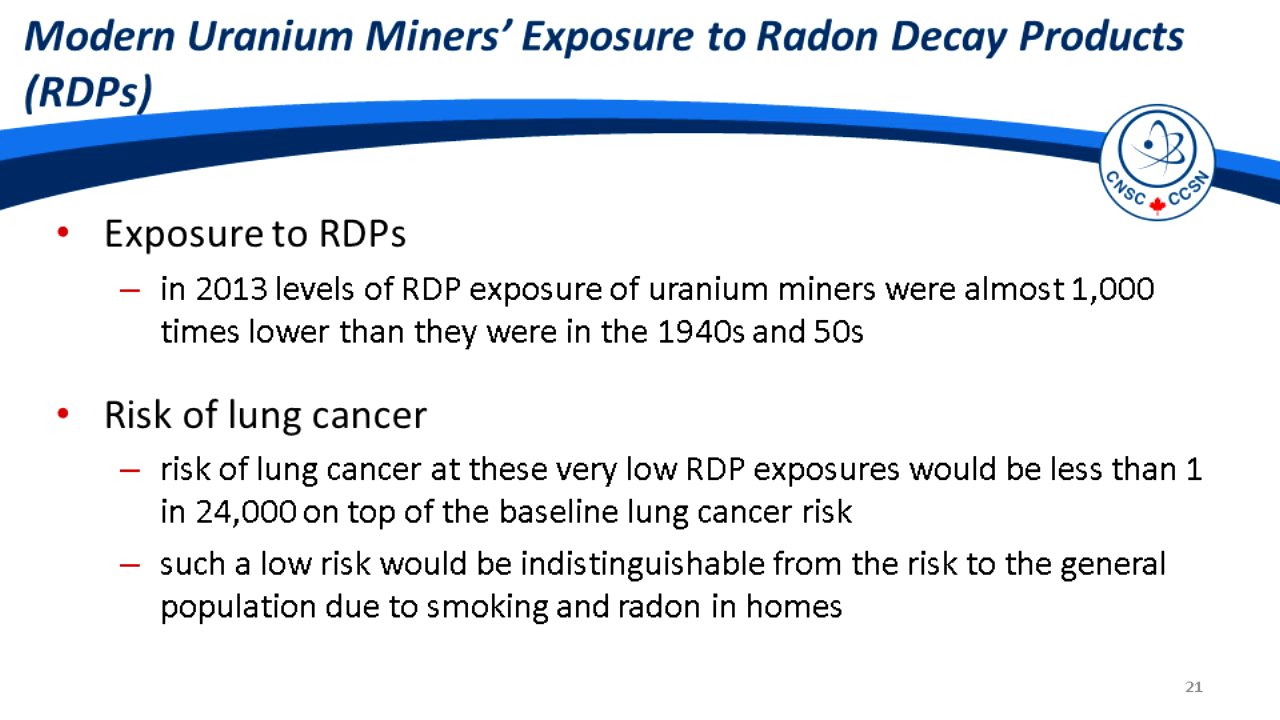 Modern Uranium Miners’ Exposure to Radon Decay Products
(RDPs)
CNSC CCSN
• Exposure to RDPs
– in 2013 levels of RDP exposure of uranium miners were almost 1,000
times lower than they were in the 1940s and 50s
• Risk of lung cancer
– risk of lung cancer at these very low RDP exposures would be less than 1
in 24,000 on top of the baseline lung cancer risk
– such a low risk would be indistinguishable from the risk to the general
population due to smoking and radon in homes
21